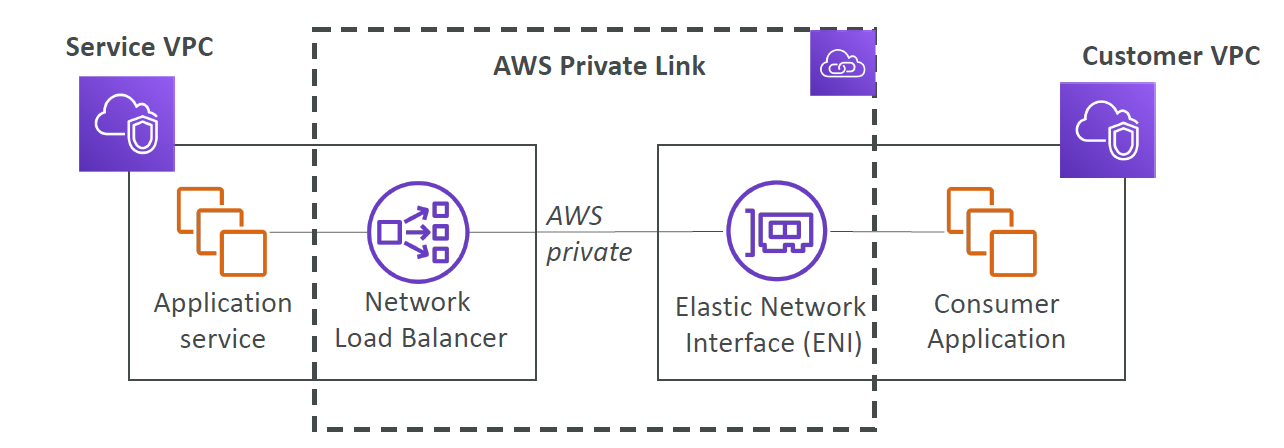 Service VPC
AWS Private Link
Customer VPC
AWS
private
Application
service
Network
Load Balancer
Elastic Network
Interface (ENI)
Consumer
Application